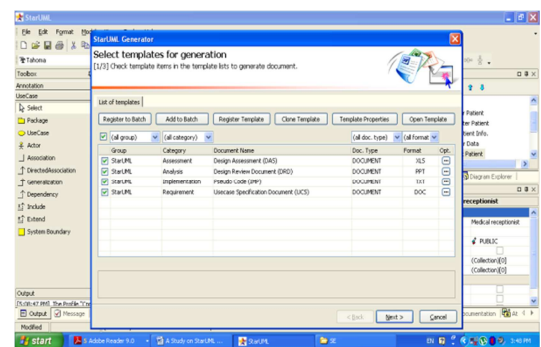 StarUML
File Edit Format
StarUML Generator
Select templates for generation
[1/3] Check template items in the template lists to generate document.
Tahoma
Toolbox
Annotation
UseCase
Select
Package
UseCase
Actor
Association
DirectedAssociation
Generalization
Dependency
Include
Extend
System Boundary
List of templates
Register to Batch Add to Batch Register Template Clone Template Template Properties Open Template
(all group) (all category) (all doc. type) (all format)
Group Category Document Name Doc. Type Format Opt.
StarUML Assessment Design Assessment (DAS) DOCUMENT XLS
StarUML Analysis Design Review Document (DRD) DOCUMENT PPT
StarUML Implementation Pseudo Code (IMP) DOCUMENT TXT
StarUML Requirement Usecase Specification Document (UCS) DOCUMENT DOC
< Back Next > Cancel
Patient
Patient
Info.
Data
Patient
Diagram Explorer
receptionist
Medical receptionist
PUBLIC
(Collection)[0]
(Collection)[0]
Output
Output Message
Modified
start Adobe Reader 9.0 A Study on StarUML ... StarUML SE EN 3:48 PM